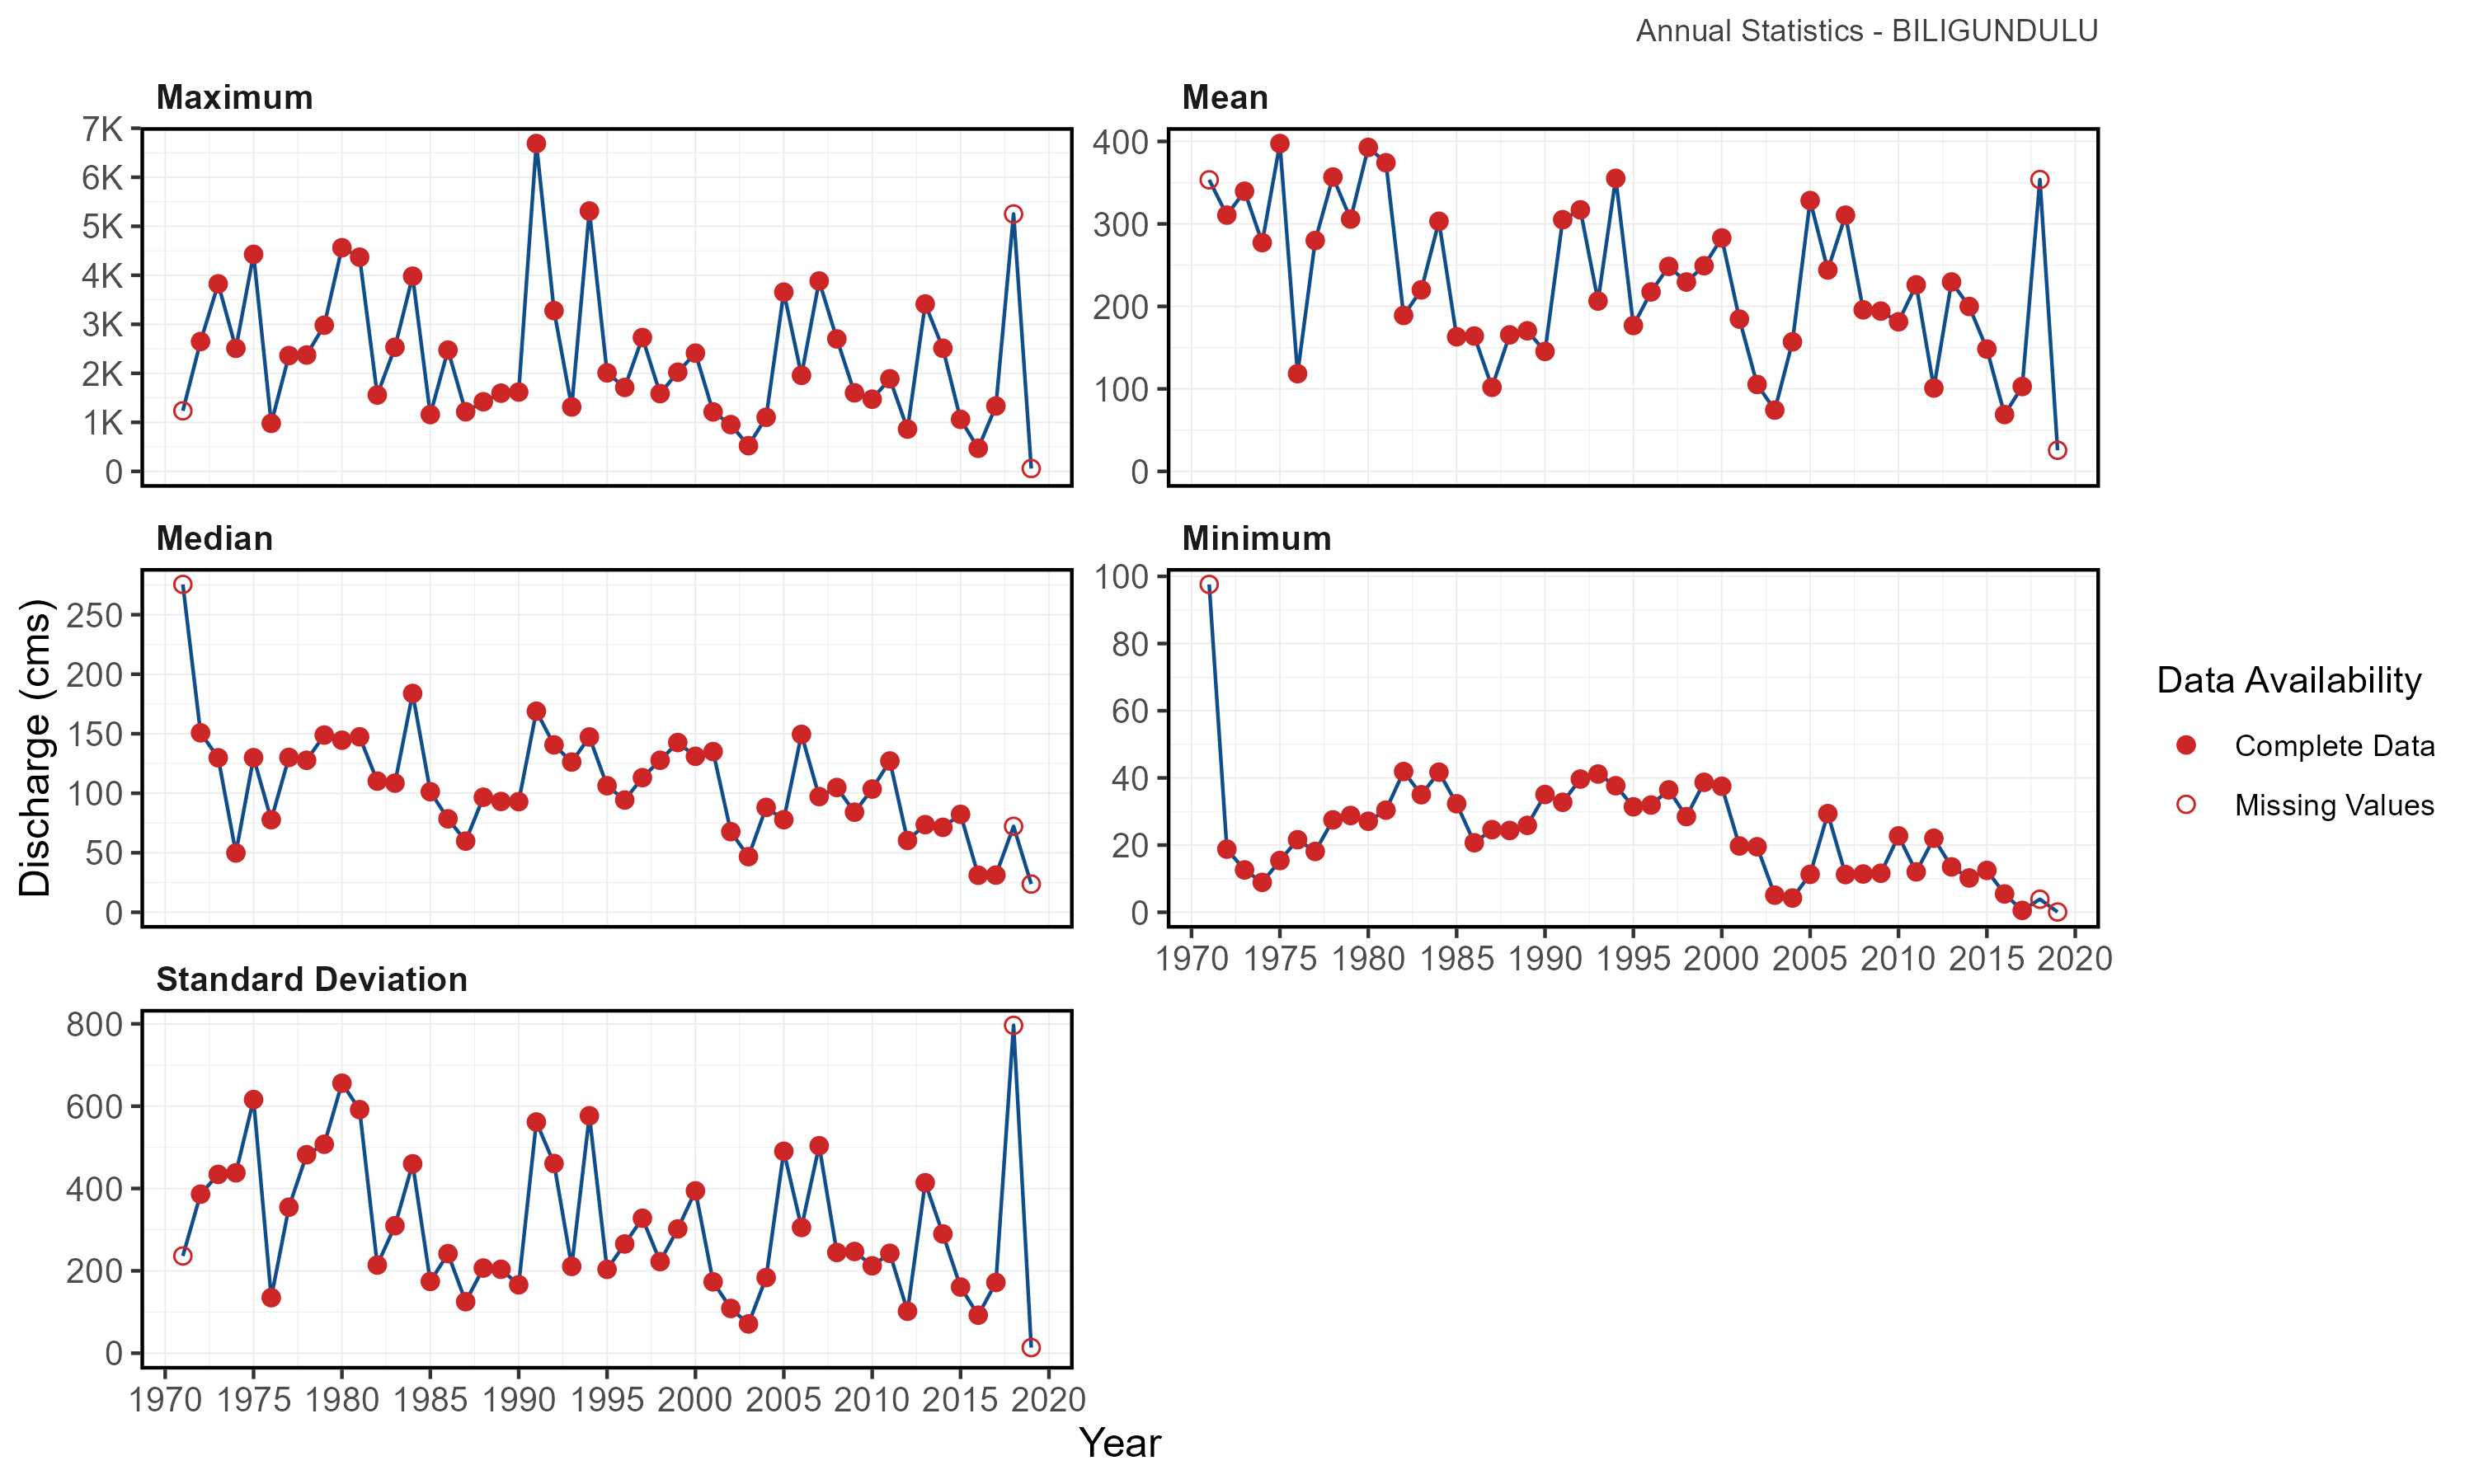 Annual Statistics - BILIGUNDULU
Maximum
7K
6K
5K
4K
3K
2K
1K
0
Mean
400
300
200
100
0
Discharge (cms)
Median
250
200
150
100
50
0
Minimum
100
80
60
40
20
0
1970 1975 1980 1985 1990 1995 2000 2005 2010 2015 2020
Standard Deviation
800
600
400
200
0
1970 1975 1980 1985 1990 1995 2000 2005 2010 2015 2020
Year
Data Availability
Complete Data
Missing Values